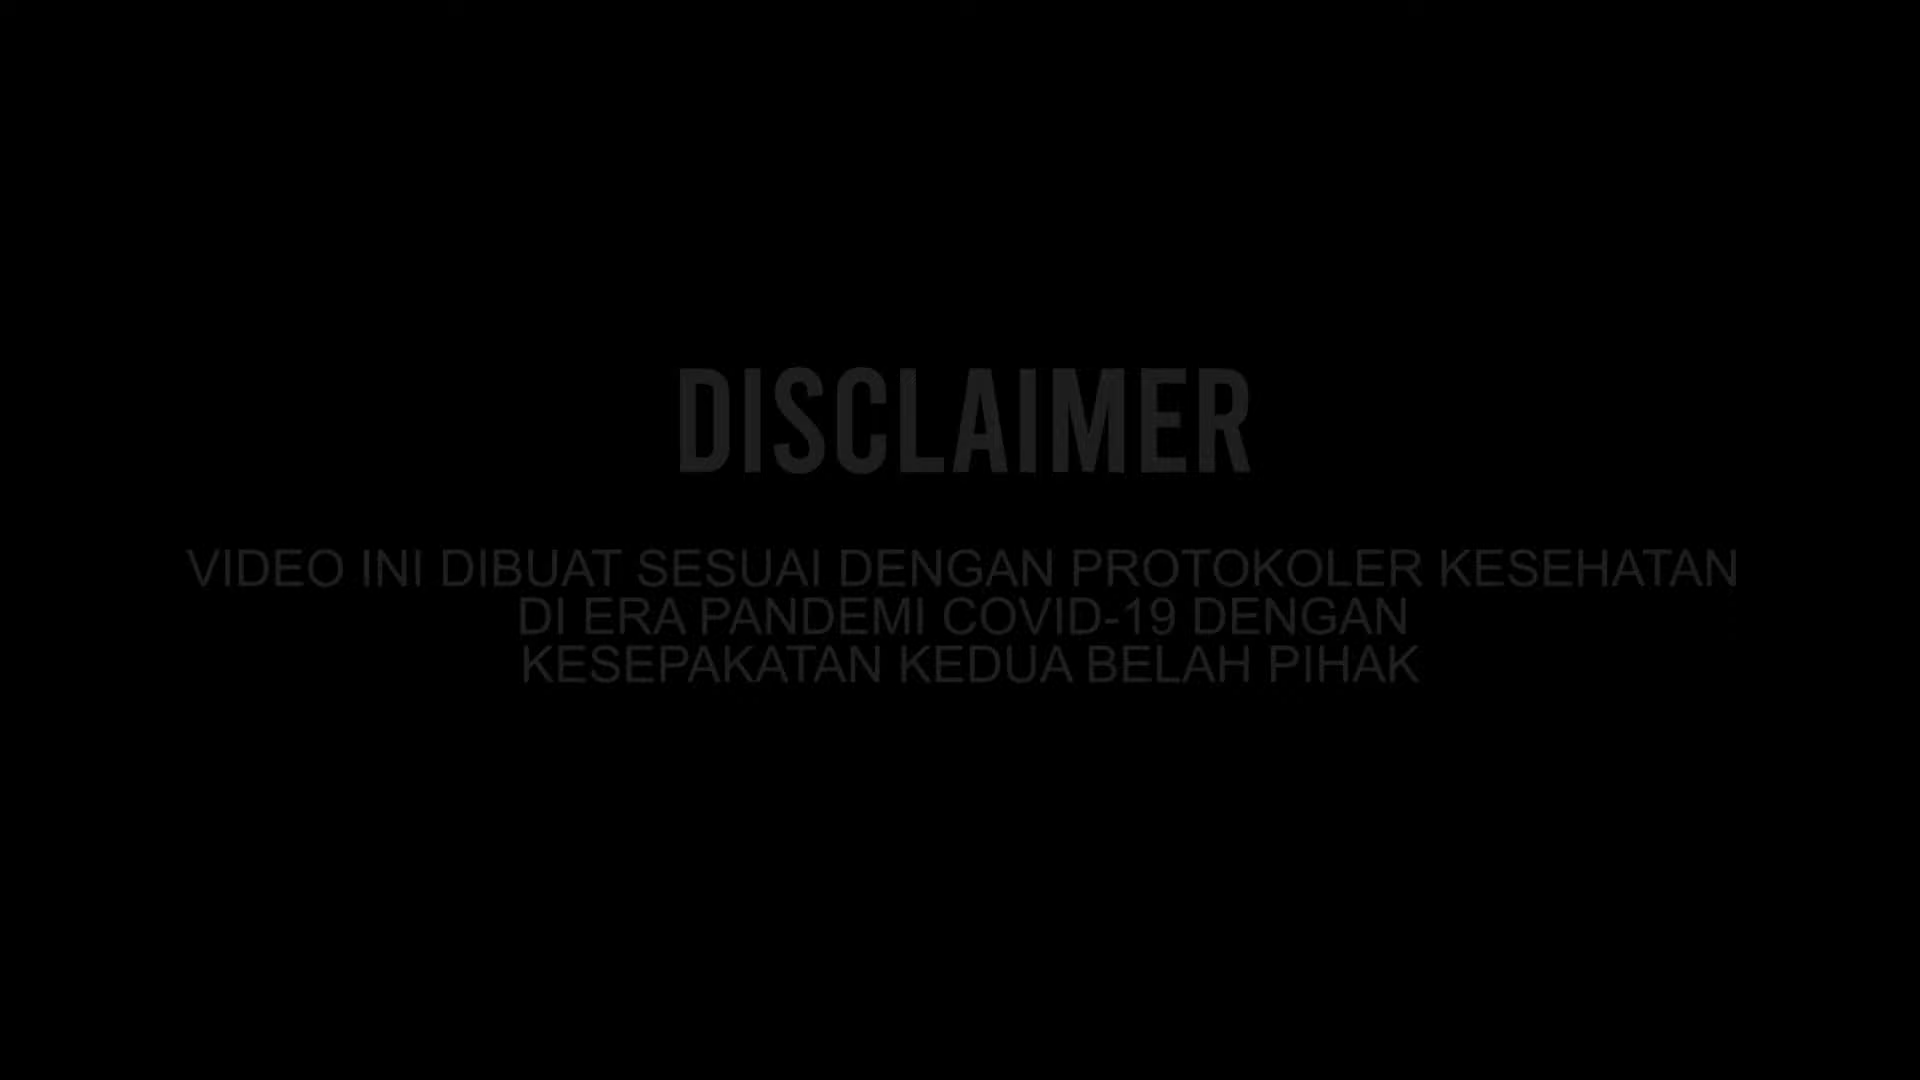 DISCLAIMER
VIDEO INI DIBUAT SESUAI DENGAN PROTOKOLER KESEHATAN
DI ERA PANDEMI COVID-19 DENGAN
KESEPAKATAN KEDUA BELAH PIHAK